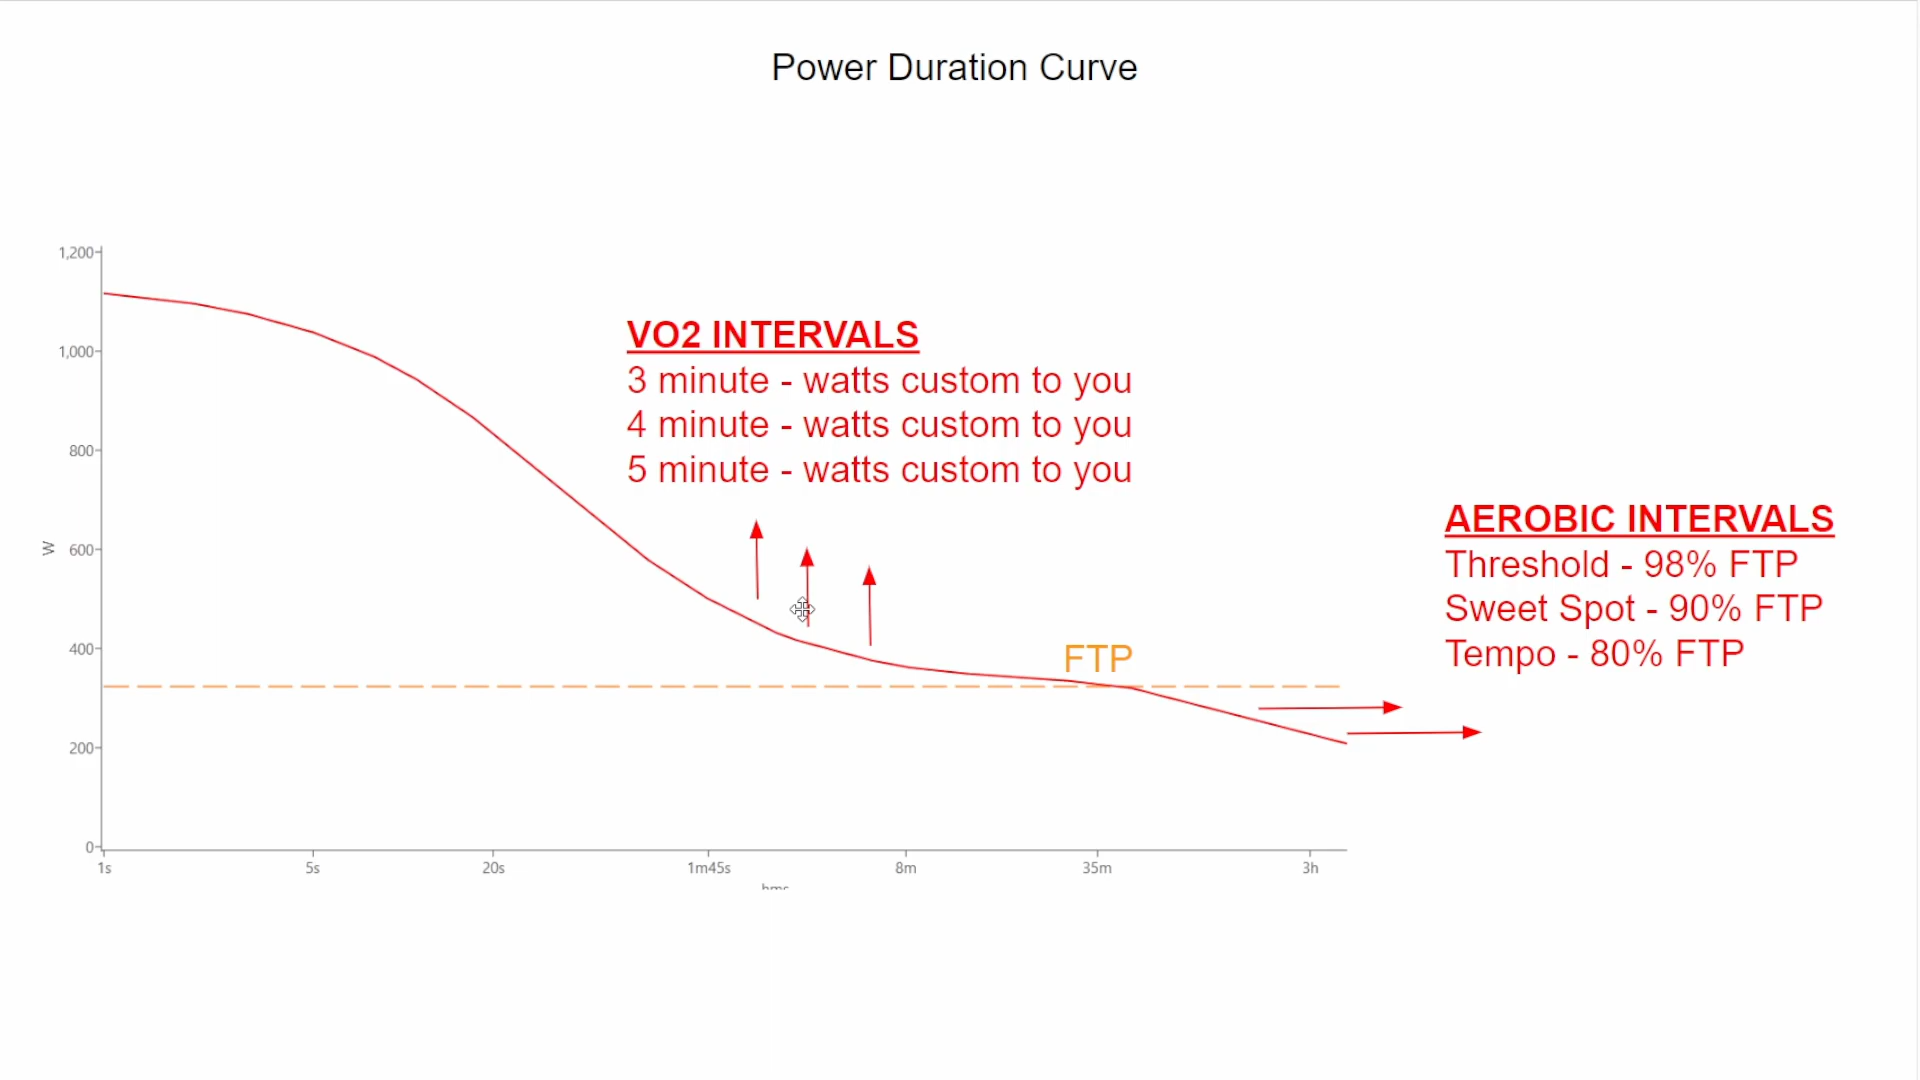 Power Duration Curve
1,200
1,000
800
600
400
200
0
W
VO2 INTERVALS
3 minute - watts custom to you
4 minute - watts custom to you
5 minute - watts custom to you
AEROBIC INTERVALS
Threshold - 98% FTP
Sweet Spot - 90% FTP
Tempo - 80% FTP
FTP
1s 5s 20s 1m45s 8m 35m 3h